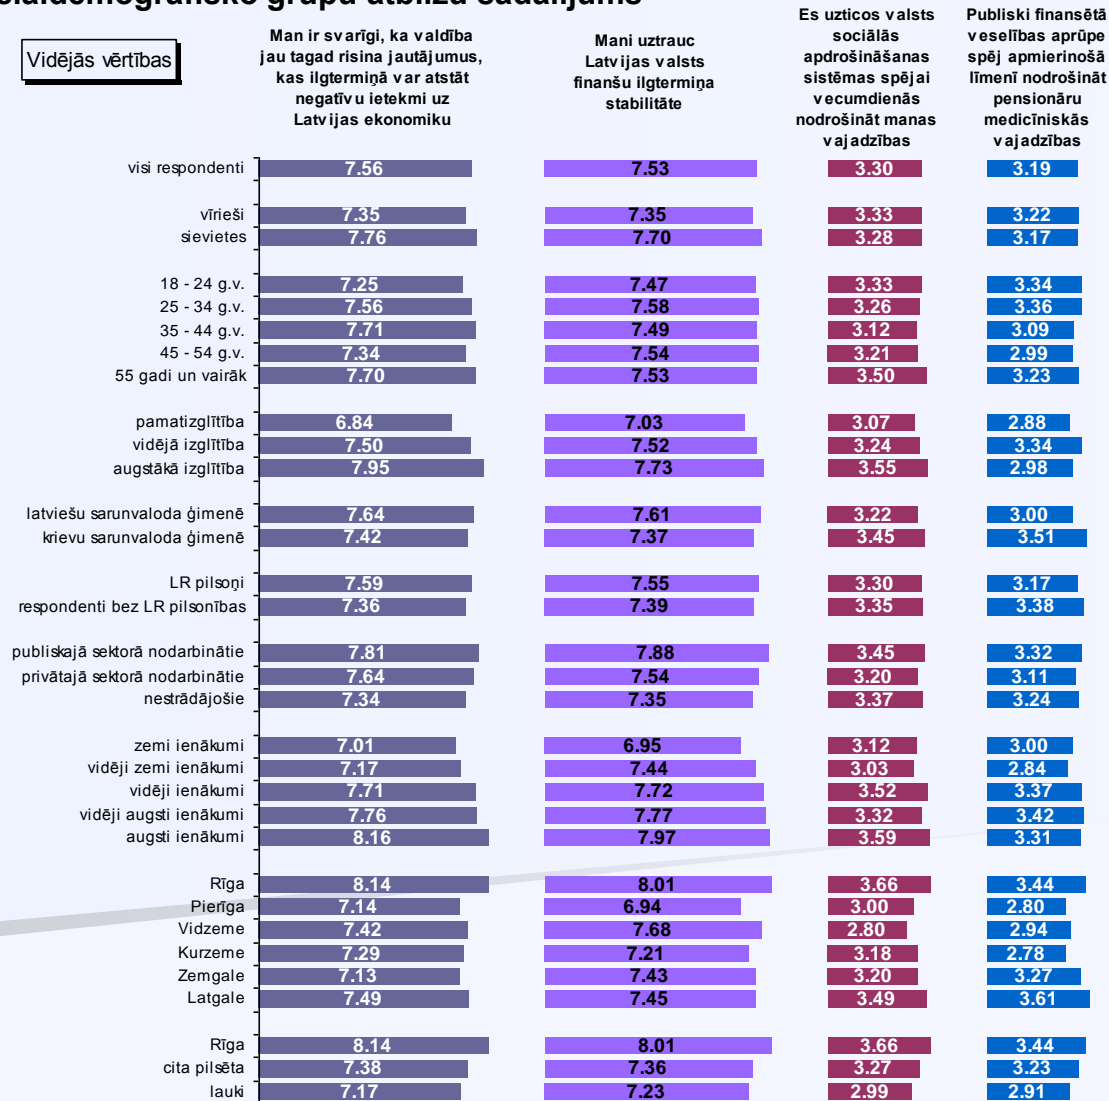 grupu atbilžu sadalījums
Vidējās vērtības
Man ir svarīgi, ka valdība
jau tagad risina jautājumus,
kas ilgtermiņā var atstāt
negatīvu ietekmi uz
Latvijas ekonomiku
Mani uztrauc
Latvijas valsts
finanšu ilgtermiņa
stabilitāte
Es uzticos valsts
sociālās
apdrošināšanas
sistēmas spējai
vecumdienās
nodrošināt manas
vajadzības
Publiski finansētā
veselības aprūpe
spēj apmierinošā
līmenī nodrošināt
pensionāru
medicīniskās
vajadzības
visi respondenti 7.56 7.53 3.30 3.19
vīrieši 7.35 7.35 3.33 3.22
sievietes 7.76 7.70 3.28 3.17
18 - 24 g.v. 7.25 7.47 3.33 3.34
25 - 34 g.v. 7.56 7.58 3.26 3.36
35 - 44 g.v. 7.71 7.49 3.12 3.09
45 - 54 g.v. 7.34 7.54 3.21 2.99
55 gadi un vairāk 7.70 7.53 3.50 3.23
pamatizglītība 6.84 7.03 3.07 2.88
vidējā izglītība 7.50 7.52 3.24 3.34
augstākā izglītība 7.95 7.73 3.55 2.98
latviešu sarunvaloda ģimenē 7.64 7.61 3.22 3.00
krievu sarunvaloda ģimenē 7.42 7.37 3.45 3.51
LR pilsoņi 7.59 7.55 3.30 3.17
respondenti bez LR pilsonības 7.36 7.39 3.35 3.38
publiskajā sektorā nodarbinātie 7.81 7.88 3.45 3.32
privātajā sektorā nodarbinātie 7.64 7.54 3.20 3.11
nestrādājošie 7.34 7.35 3.37 3.24
zemi ienākumi 7.01 6.95 3.12 3.00
vidēji zemi ienākumi 7.17 7.44 3.03 2.84
vidēji ienākumi 7.71 7.72 3.52 3.37
vidēji augsti ienākumi 7.76 7.77 3.32 3.42
augsti ienākumi 8.16 7.97 3.59 3.31
Rīga 8.14 8.01 3.66 3.44
Pierīga 7.14 6.94 3.00 2.80
Vidzeme 7.42 7.68 2.80 2.94
Kurzeme 7.29 7.21 3.18 2.78
Zemgale 7.13 7.43 3.20 3.27
Latgale 7.49 7.45 3.49 3.61
Rīga 8.14 8.01 3.66 3.44
cita pilsēta 7.38 7.36 3.27 3.23
lauki 7.17 7.23 2.99 2.91